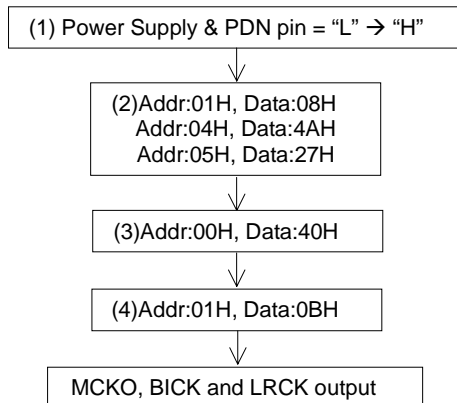 (1) Power Supply & PDN pin = “L” → “H”
(2)Addr:01H, Data:08H
Addr:04H, Data:4AH
Addr:05H, Data:27H
(3)Addr:00H, Data:40H
(4)Addr:01H, Data:0BH
MCKO, BICK and LRCK output